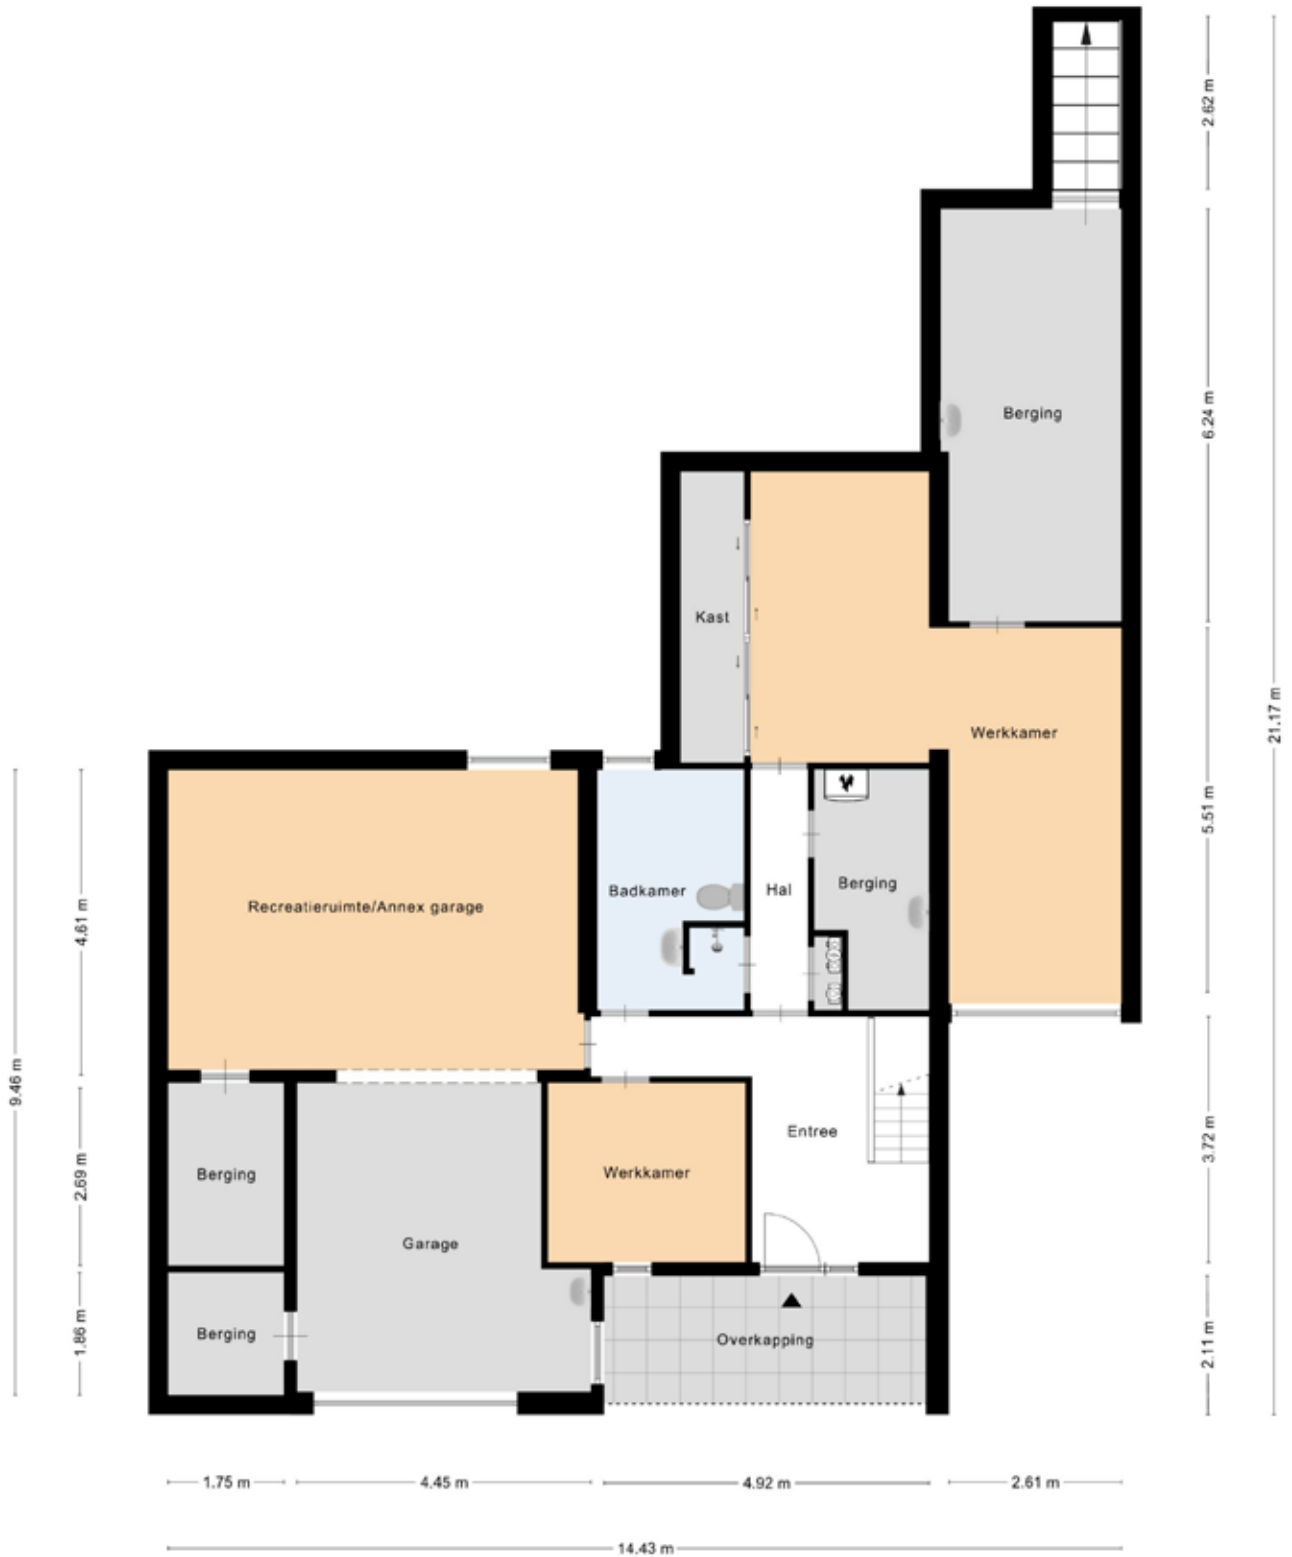 2.62 m
6.24 m
Berging
Kast
21.17 m
Werkkamer
5.51 m
Badkamer
Hal
Berging
Recreatieruimte/Annex garage
4.61 m
9.46 m
Entree
3.72 m
Berging
Werkkamer
2.69 m
Garage
Berging
Overkapping
1.86 m
2.11 m
1.75 m
4.45 m
4.92 m
2.61 m
14.43 m